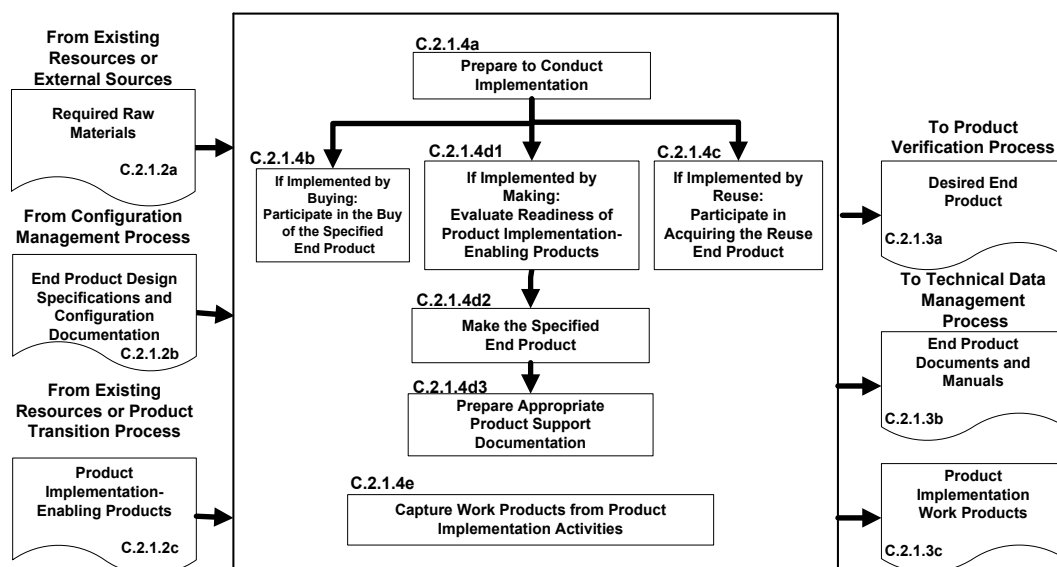 From Existing
Resources or
External Sources
Required Raw
Materials
C.2.1.2a
From Configuration
Management Process
End Product Design
Specifications and
Configuration
Documentation
C.2.1.2b
From Existing
Resources or Product
Transition Process
Product
Implementation-
Enabling Products
C.2.1.2c
C.2.1.4a
Prepare to Conduct
Implementation
C.2.1.4b
If Implemented by
Buying:
Participate in the Buy
of the Specified
End Product
C.2.1.4d1
If Implemented by
Making:
Evaluate Readiness of
Product Implementation-
Enabling Products
C.2.1.4c
If Implemented by
Reuse:
Participate in
Acquiring the Reuse
End Product
C.2.1.4d2
Make the Specified
End Product
C.2.1.4d3
Prepare Appropriate
Product Support
Documentation
C.2.1.4e
Capture Work Products from Product
Implementation Activities
To Product
Verification Process
Desired End
Product
C.2.1.3a
To Technical Data
Management
Process
End Product
Documents and
Manuals
C.2.1.3b
Product
Implementation
Work Products
C.2.1.3c